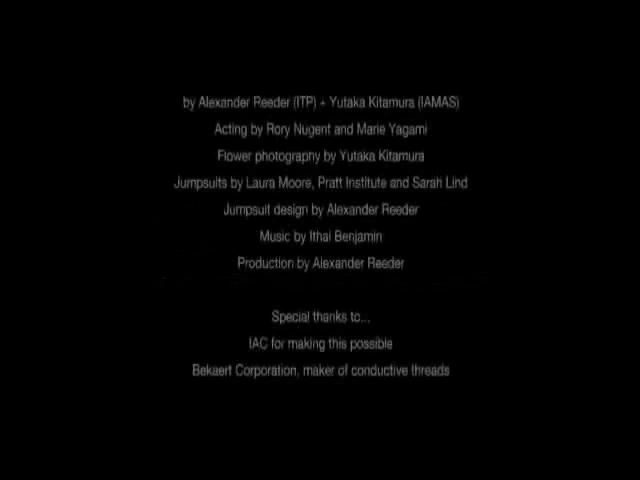 by Alexander Reeder (ITP) + Yutaka Kitamura (IAMAS)
Acting by Rory Nugent and Marie Yagami
Flower photography by Yutaka Kitamura
Jumpsuits by Laura Moore, Pratt Institute and Sarah Lind
Jumpsuit design by Alexander Reeder
Music by Ithai Benjamin
Production by Alexander Reeder
Special thanks to...
IAC for making this possible
Bekaert Corporation, maker of conductive threads